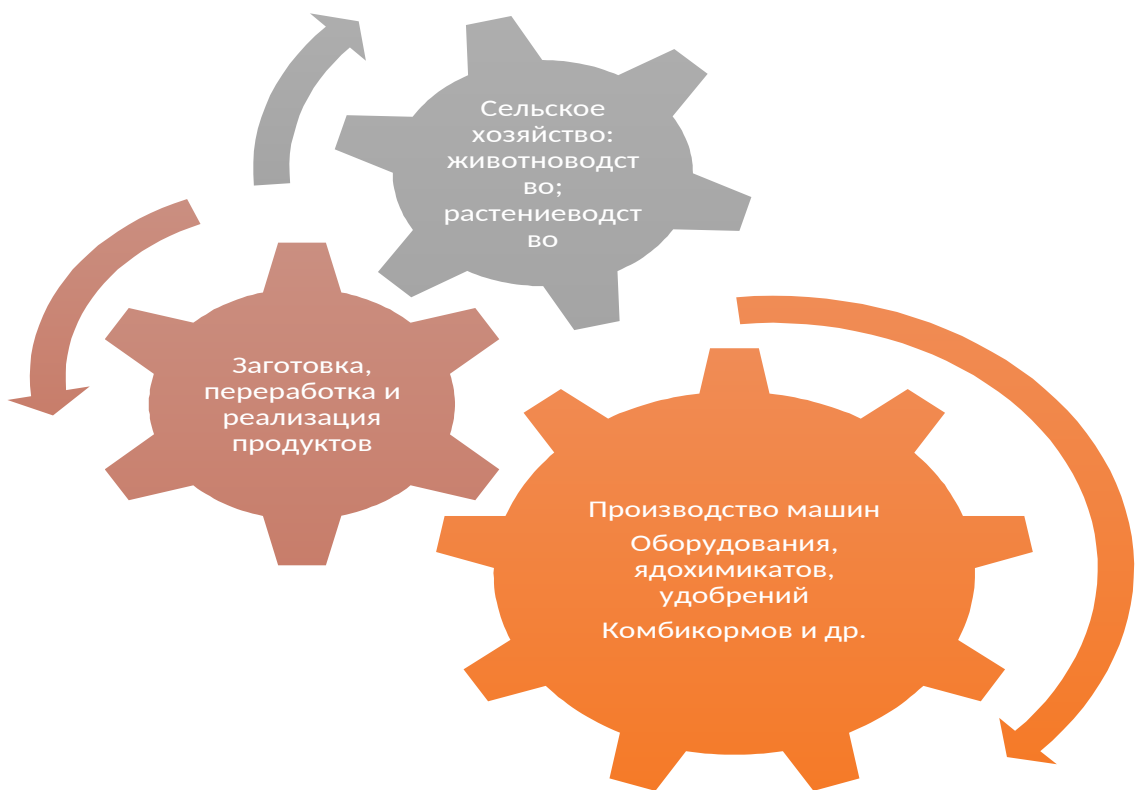 Сельское
хозяйство:
животноводст
во;
растениеводст
во
Заготовка,
переработка и
реализация
продуктов
Производство машин
Оборудования,
ядохимикатов,
удобрений
Комбикормов и др.